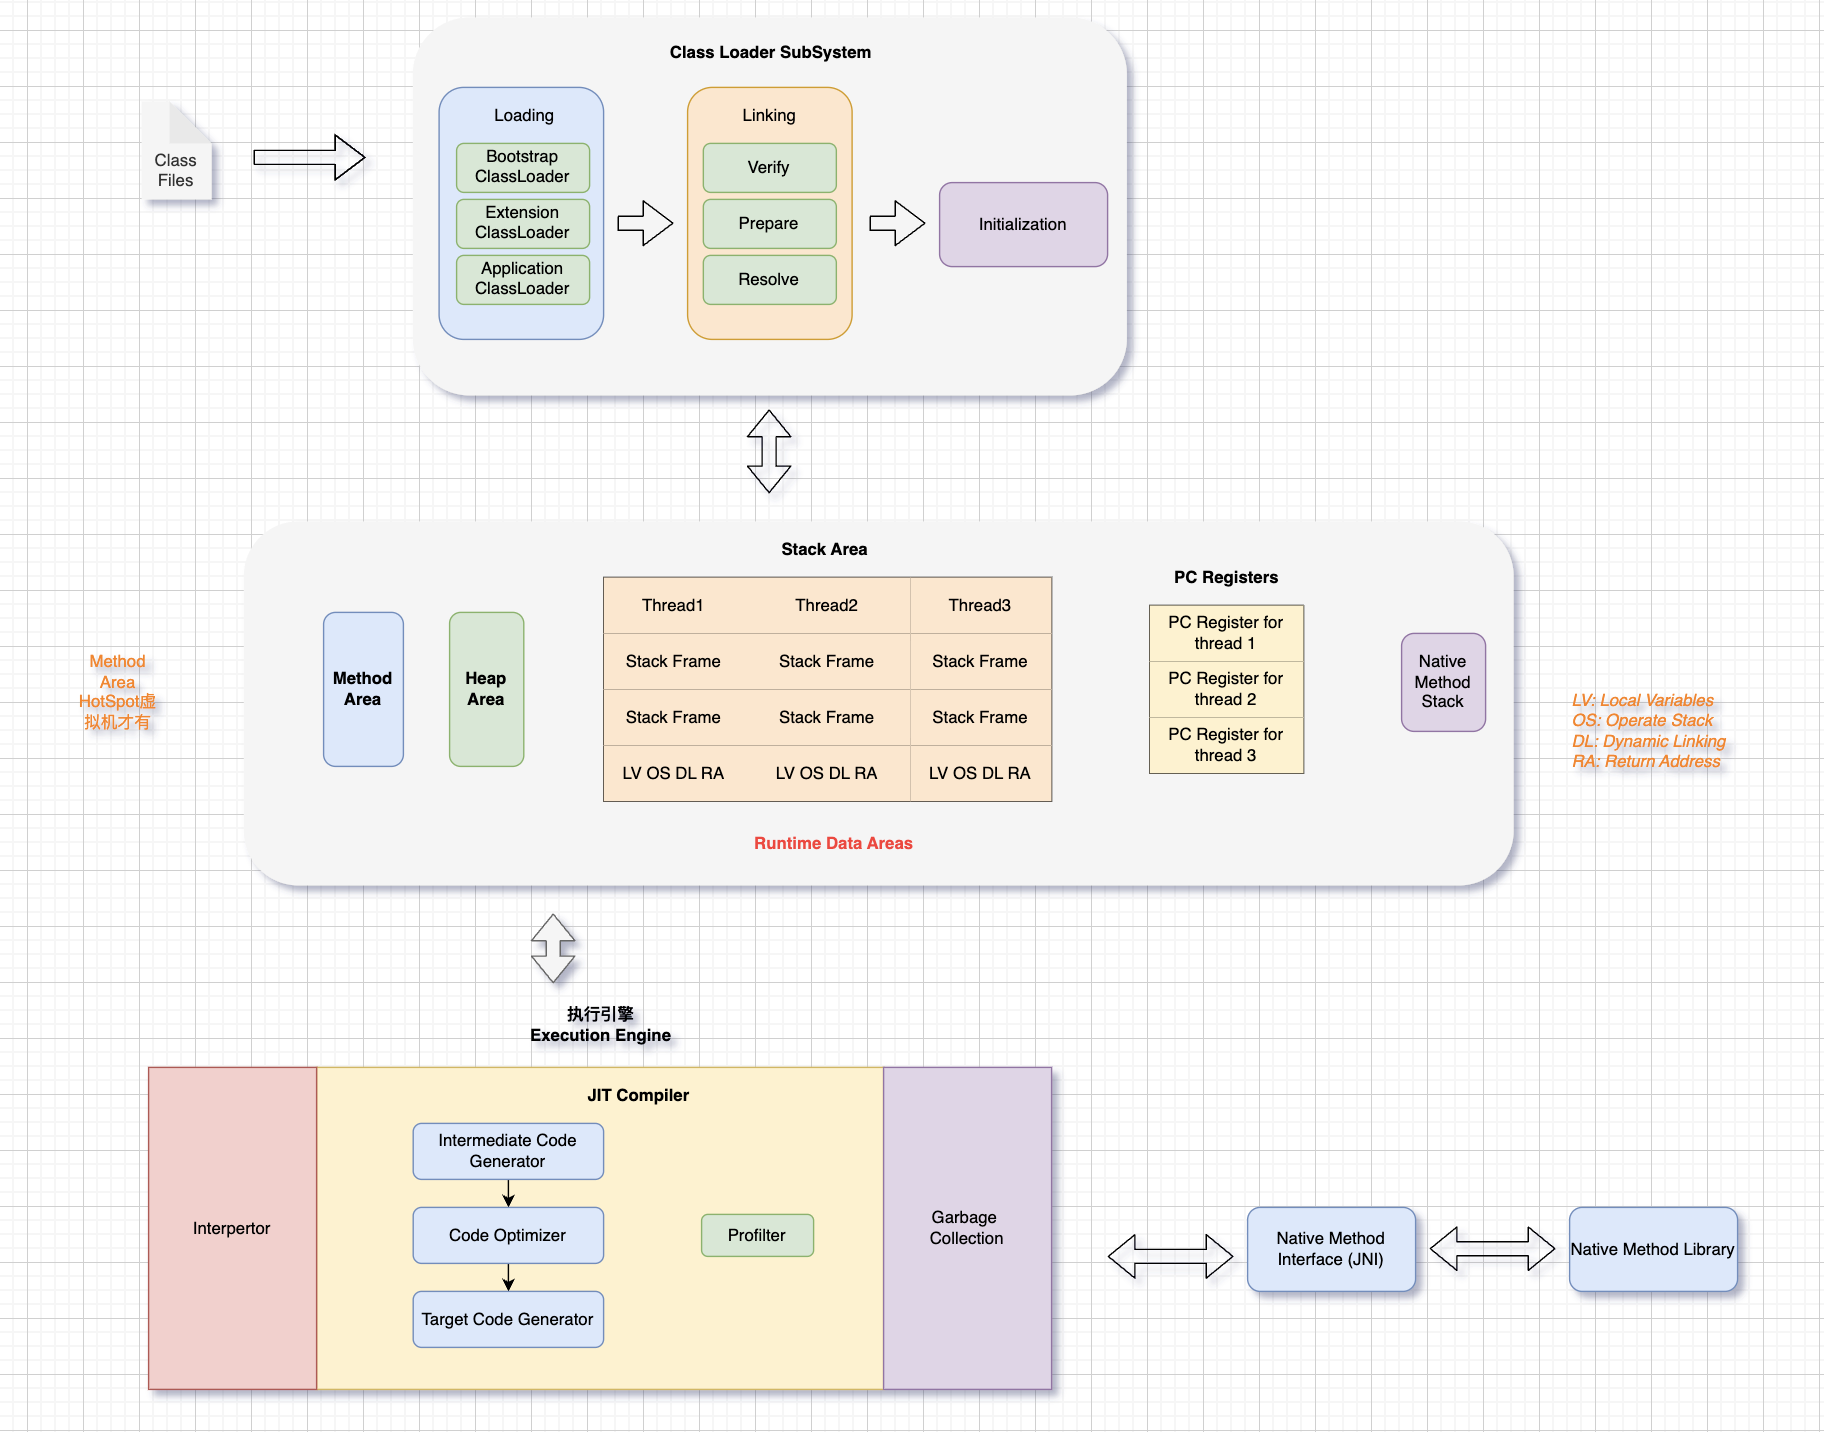 Class Loader SubSystem
Class
Files
Loading
Bootstrap
ClassLoader
Extension
ClassLoader
Application
ClassLoader
Linking
Verify
Prepare
Resolve
Initialization
Method
Area
HotSpot虚
拟机才有
Method
Area
Heap
Area
Stack Area
Thread1
Thread2
Thread3
Stack Frame
Stack Frame
Stack Frame
Stack Frame
Stack Frame
Stack Frame
LV OS DL RA
LV OS DL RA
LV OS DL RA
PC Registers
PC Register for
thread 1
PC Register for
thread 2
PC Register for
thread 3
Native
Method
Stack
LV: Local Variables
OS: Operate Stack
DL: Dynamic Linking
RA: Return Address
Runtime Data Areas
执行引擎
Execution Engine
Interpertor
JIT Compiler
Intermediate Code
Generator
Code Optimizer
Target Code Generator
Profilter
Garbage
Collection
Native Method
Interface (JNI)
Native Method Library